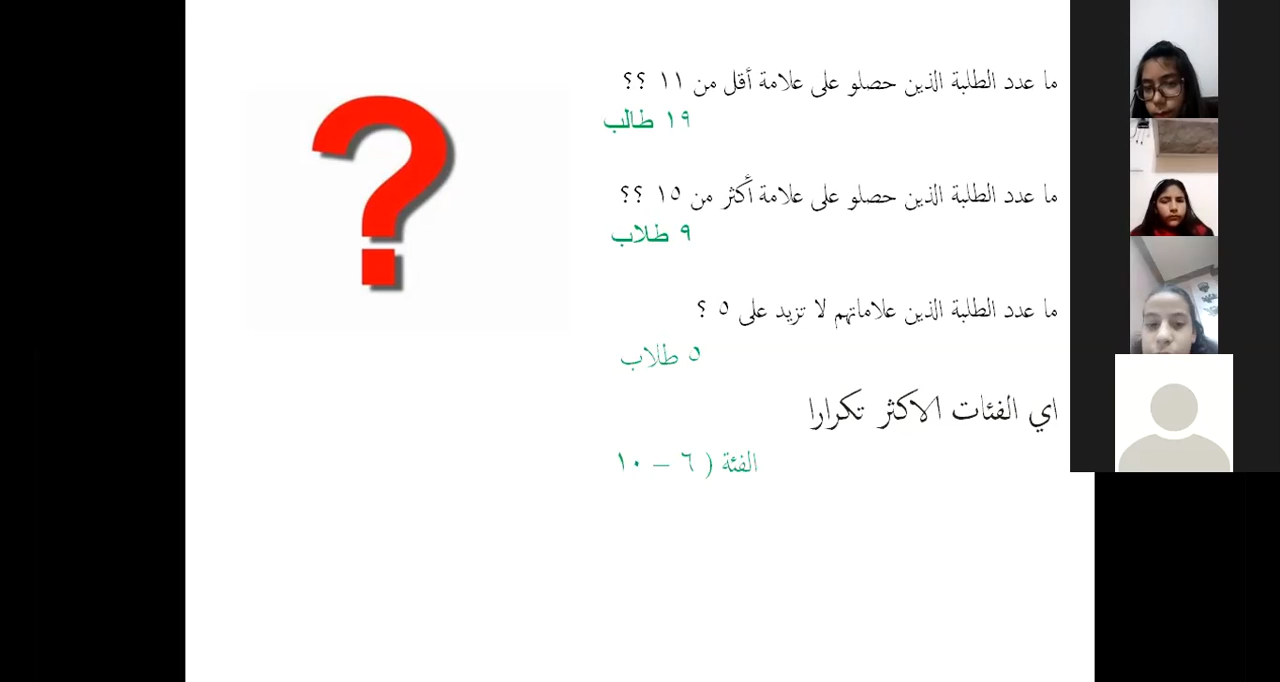 ما عدد الطلبة الذين حصلو على علامة أقل من ١١ ؟؟
١٩ طالب
ما عدد الطلبة الذين حصلو على علامة أكثر من ١٥ ؟؟
٩ طلاب
ما عدد الطلبة الذين علاماتهم لا تزيد على ٥ ؟
٥ طلاب
اي الفئات الاكثر تكرارا
الفئة ( ٦ – ١٠